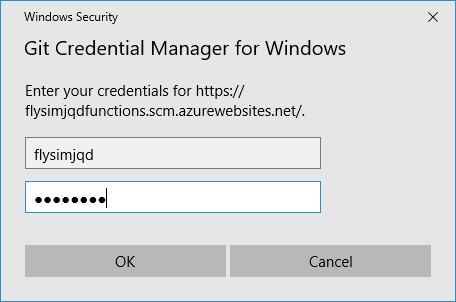 Windows Security
Git Credential Manager for Windows
Enter your credentials for https://
flysimjqdfunctions.scm.azurewebsites.net/.
flysimjqd
●●●●●●●●
OK
Cancel